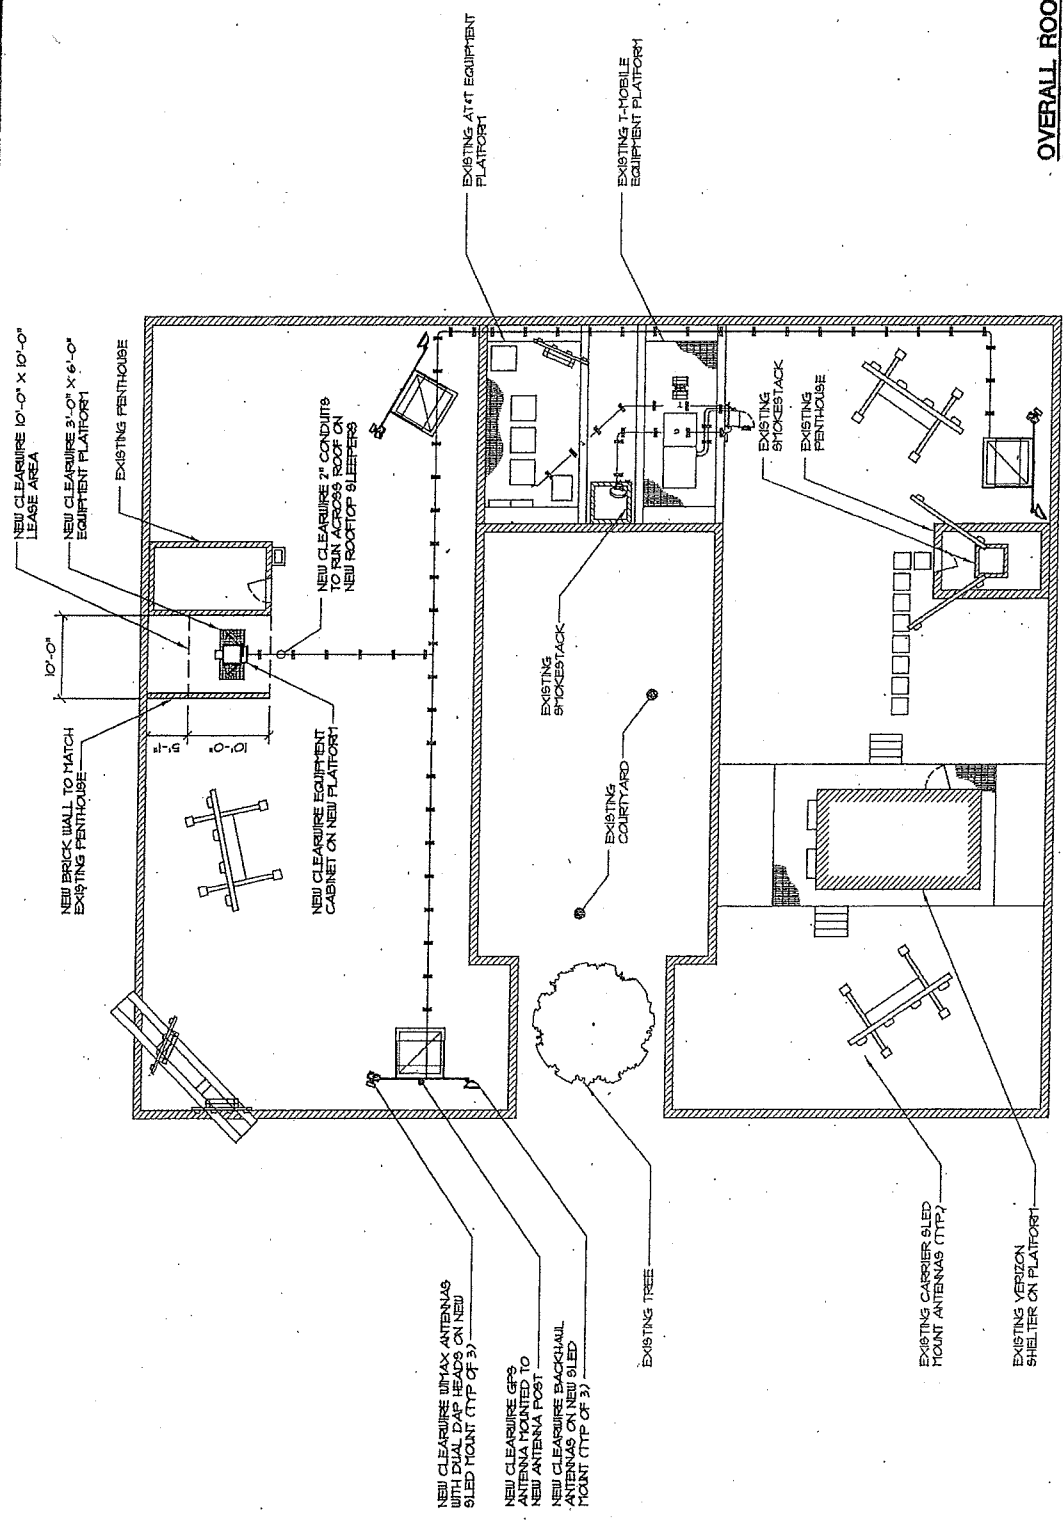 NEW CLEARWIRE 10'-0" X 10'-0"
LEASE AREA
NEW CLEARWIRE 3'-0" X 6'-0"
EQUIPMENT PLATFORM
EXISTING PENTHOUSE
10'-0"
NEW BRICK WALL TO MATCH
EXISTING PENTHOUSE
5'-1"
10'-0"
NEW CLEARWIRE EQUIPMENT
CABINET ON NEW PLATFORM
NEW CLEARWIRE 2" CONDUITS
TO RUN ACROSS ROOF ON
NEW ROOFTOP SLEEPERS
EXISTING AT&T EQUIPMENT
PLATFORM
EXISTING T-MOBILE
EQUIPMENT PLATFORM
EXISTING
SMOKESTACK
EXISTING
COURTYARD
EXISTING
SMOKESTACK
EXISTING
PENTHOUSE
NEW CLEARWIRE WIMAX ANTENNAS
WITH DUAL DAP HEADS ON NEW
SLED MOUNT (TYP OF 3)
NEW CLEARWIRE GPS
ANTENNA MOUNTED TO
NEW ANTENNA POST
NEW CLEARWIRE BACKHAUL
ANTENNAS ON NEW SLED
MOUNT (TYP OF 3)
EXISTING TREE
EXISTING CARRIER SLED
MOUNT ANTENNAS (TYP.)
EXISTING VERIZON
SHELTER ON PLATFORM
OVERALL ROO